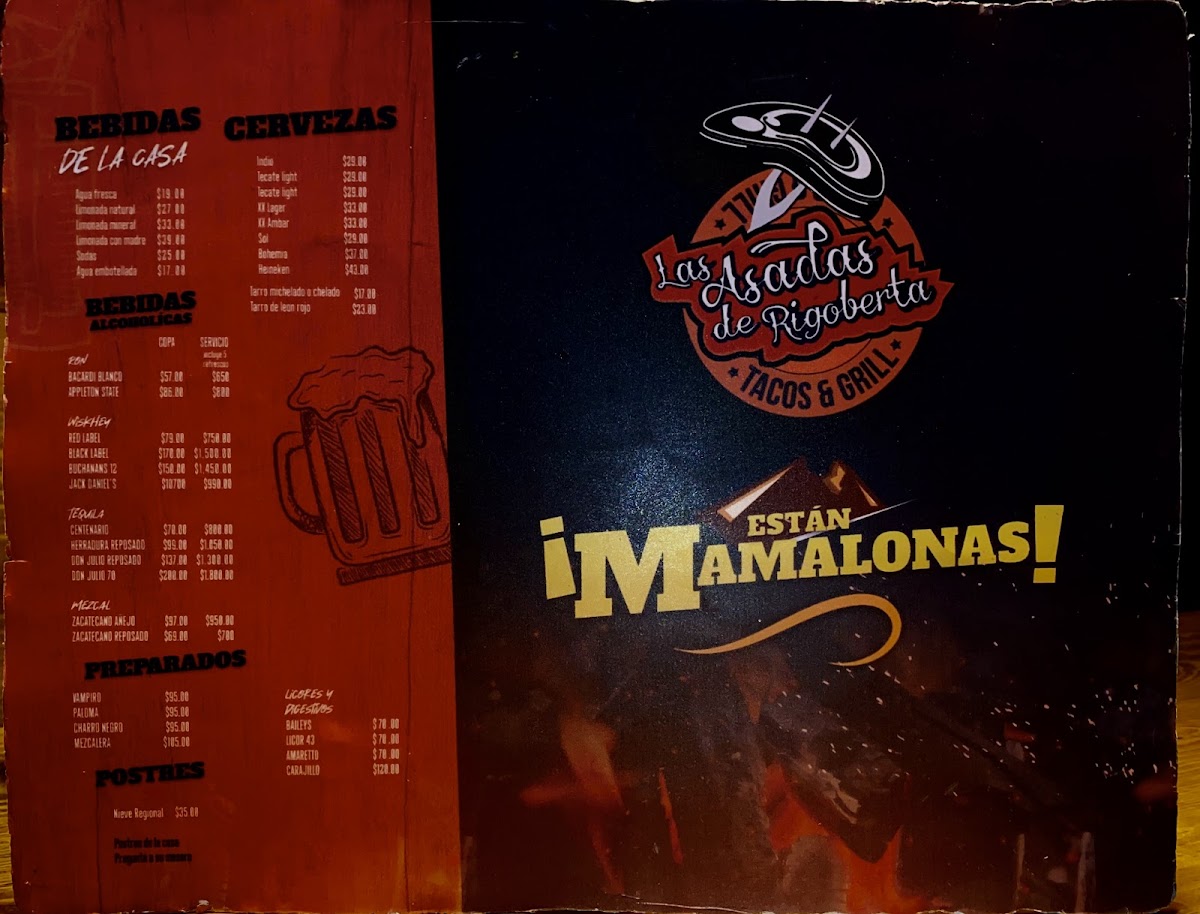 BEBIDAS
DE LA CASA
Agua fresca $19.00
Limonada natural $27.00
Limonada mineral $33.00
Limonada con madre $39.00
Sodas $25.00
Agua embotellada $17.00
BEBIDAS
ALCOHOLÍCAS
COPA SERVICIO
incluye 5
refrescos
RON
BACARDI BLANCO $57.00 $650
APPLETON STATE $86.00 $800
WISKHEY
RED LABEL $79.00 $750.00
BLACK LABEL $170.00 $1,500.00
BUCHANANS 12 $150.00 $1,450.00
JACK DANIEL'S $10700 $990.00
TEQUILA
CENTENARIO $70.00 $800.00
HERRADURA REPOSADO $99.00 $1,050.00
DON JULIO REPOSADO $137.00 $1,300.00
DON JULIO 70 $200.00 $1,800.00
MEZCAL
ZACATECANO AÑEJO $97.00 $950.00
ZACATECANO REPOSADO $69.00 $700
PREPARADOS
VAMPIRO $95.00
PALOMA $95.00
CHARRO NEGRO $95.00
MEZCALERA $105.00
POSTRES
Nieve Regional $35.00
Postres de la casa
Pregunte a su mesero
CERVEZAS
Indio $29.00
Tecate light $29.00
Tecate light $29.00
XX Lager $33.00
XX Ambar $33.00
Sol $29.00
Bohemia $37.00
Heineken $43.00
Tarro michelado o chelado $17.00
Tarro de leon rojo $23.00
LICORES Y
DIGESTIVOS
BAILEYS $70.00
LICOR 43 $70.00
AMARETTO $70.00
CARAJILLO $120.00
GRILL
Las Asadas
de Rigoberta
TACOS & GRILL
ESTÁN
¡MAMALONAS!